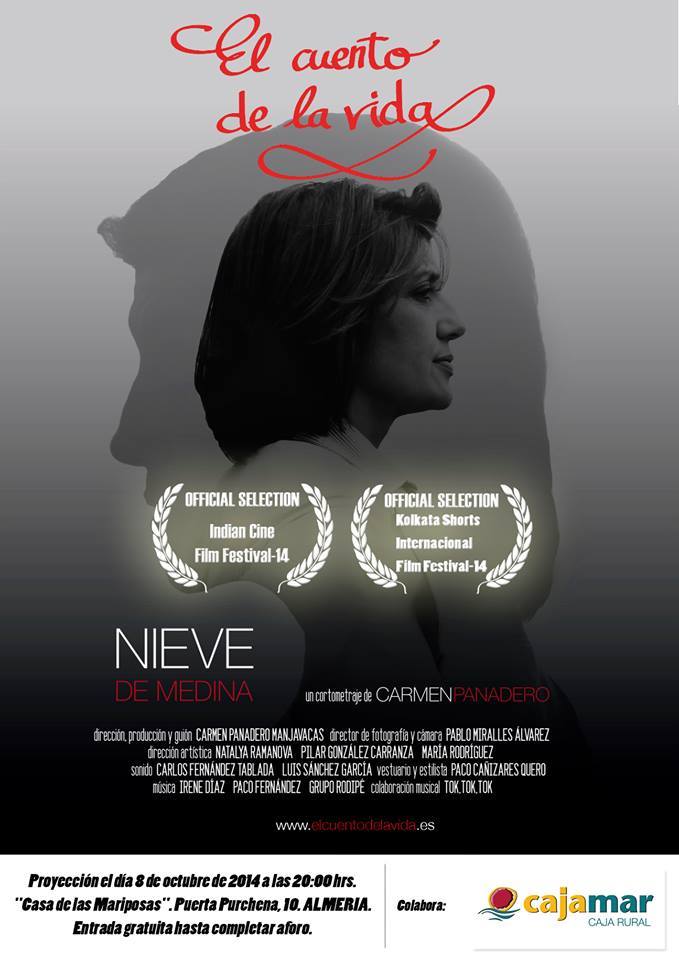 El cuento
de la vida
OFFICIAL SELECTION
Indian Cine
Film Festival-14
OFFICIAL SELECTION
Kolkata Shorts
Internacional
Film Festival-14
NIEVE
DE MEDINA
un cortometraje de CARMEN PANADERO
dirección, producción y guión CARMEN PANADERO MANJAVACAS director de fotografía y cámara PABLO MIRALLES ÁLVAREZ
dirección artística NATALYA RAMANOVA PILAR GONZÁLEZ CARRANZA MARÍA RODRÍGUEZ
sonido CARLOS FERNÁNDEZ TABLADA LUIS SÁNCHEZ GARCÍA vestuario y estilista PACO CAÑIZARES QUERO
música IRENE DÍAZ PACO FERNÁNDEZ GRUPO RODIPÉ colaboración musical TOK,TOK,TOK
www.elcuentodelavida.es
Proyección el día 8 de octubre de 2014 a las 20:00 hrs.
"Casa de las Mariposas". Puerta Purchena, 10. ALMERIA.
Entrada gratuita hasta completar aforo.
Colabora:
cajamar
CAJA RURAL